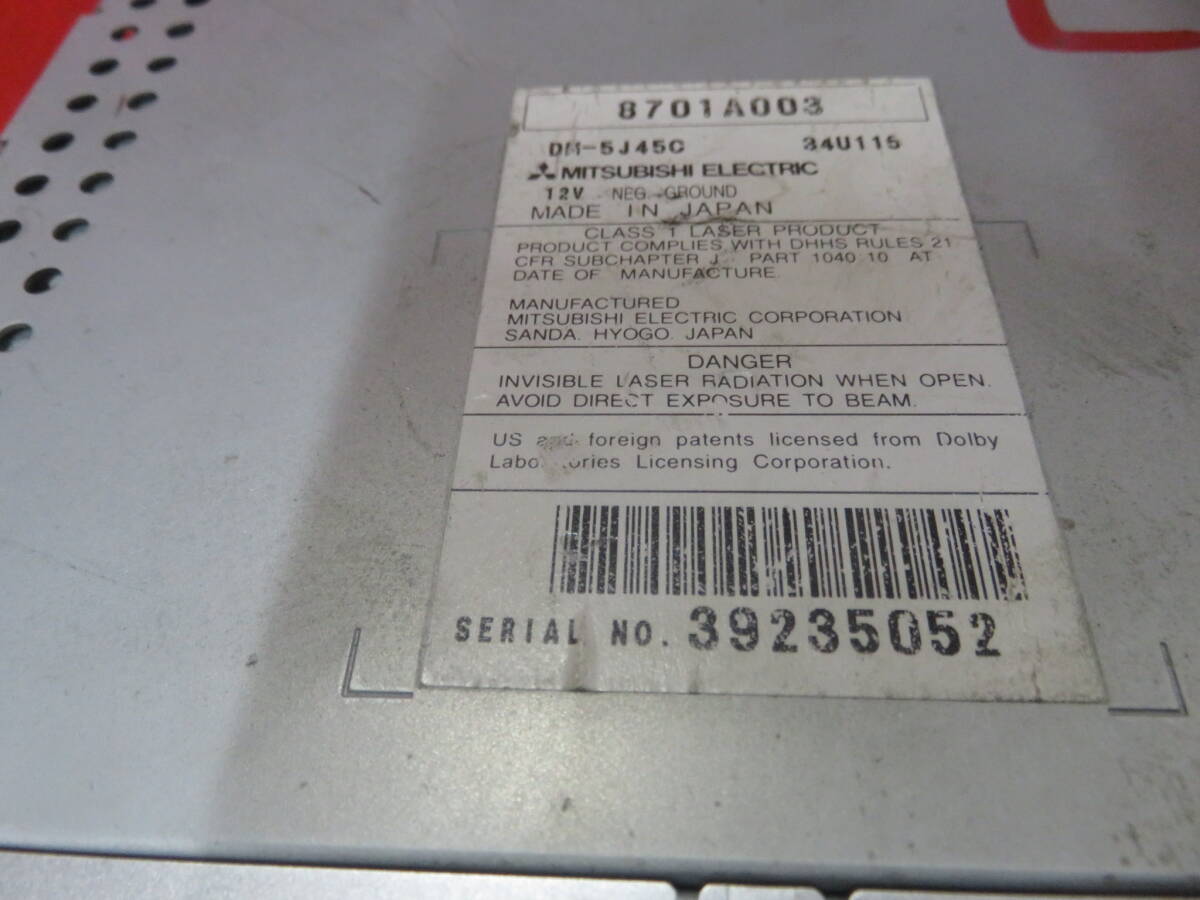 8701A003
DM-5J45C 34U115
MITSUBISHI ELECTRIC
12V NEG. GROUND
MADE IN JAPAN
CLASS 1 LASER PRODUCT
PRODUCT COMPLIES WITH DHHS RULES 21
CFR SUBCHAPTER J PART 1040 10 AT
DATE OF MANUFACTURE.
MANUFACTURED
MITSUBISHI ELECTRIC CORPORATION
SANDA. HYOGO. JAPAN
DANGER
INVISIBLE LASER RADIATION WHEN OPEN.
AVOID DIRECT EXPOSURE TO BEAM.
US and foreign patents licensed from Dolby
Laboratories Licensing Corporation.
SERIAL NO. 39235052